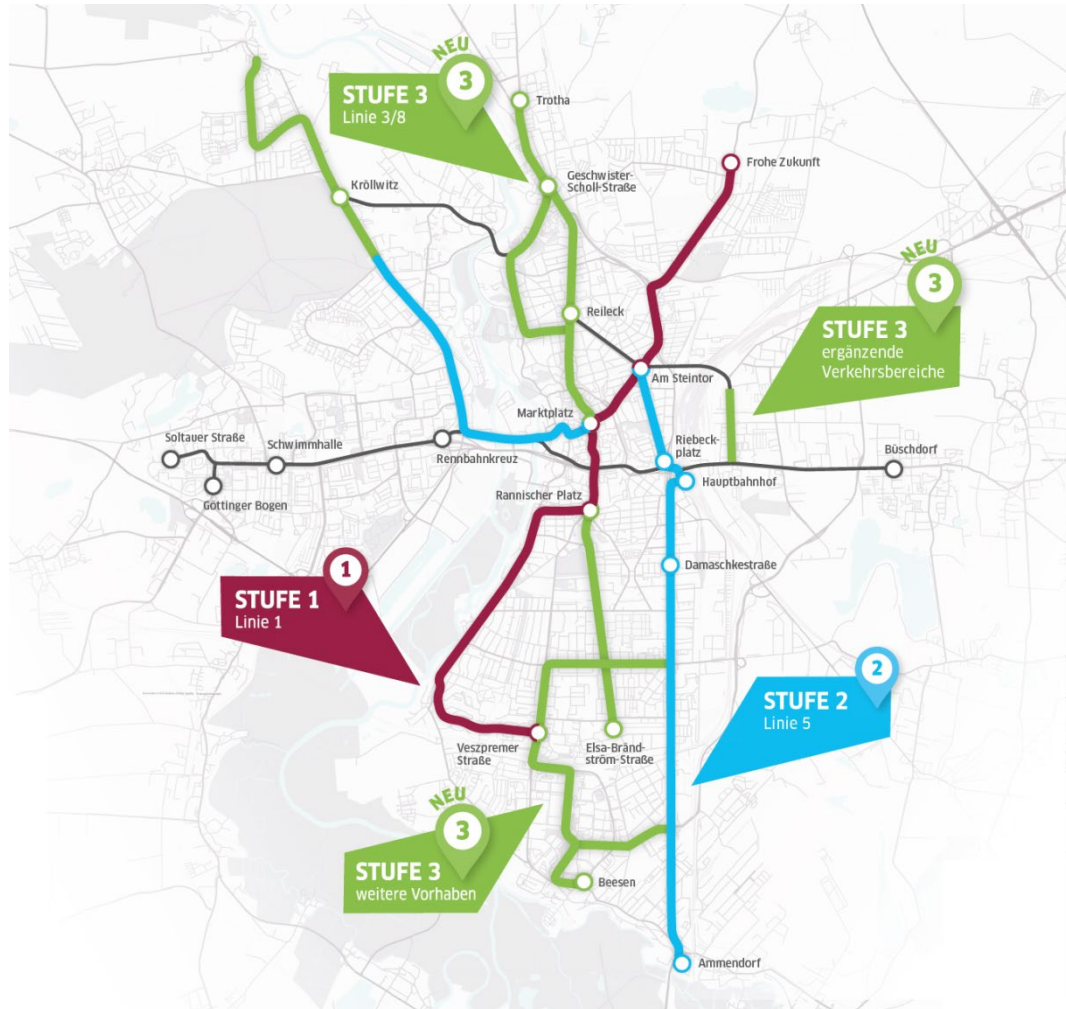 NEU
3
STUFE 3
Linie 3/8
Trotha
Frohe Zukunft
Geschwister-
Scholl-Straße
Kröllwitz
NEU
3
STUFE 3
ergänzende
Verkehrsbereiche
Reileck
Am Steintor
Marktplatz
Soltauer Straße
Schwimmhalle
Rennbahnkreuz
Riebeck-
platz
Büschdorf
Göttinger Bogen
Hauptbahnhof
Rannischer Platz
1
STUFE 1
Linie 1
Damaschkestraße
2
STUFE 2
Linie 5
Veszpremer
Straße
Elsa-Bränd-
ström-Straße
NEU
3
STUFE 3
weitere Vorhaben
Beesen
Ammendorf